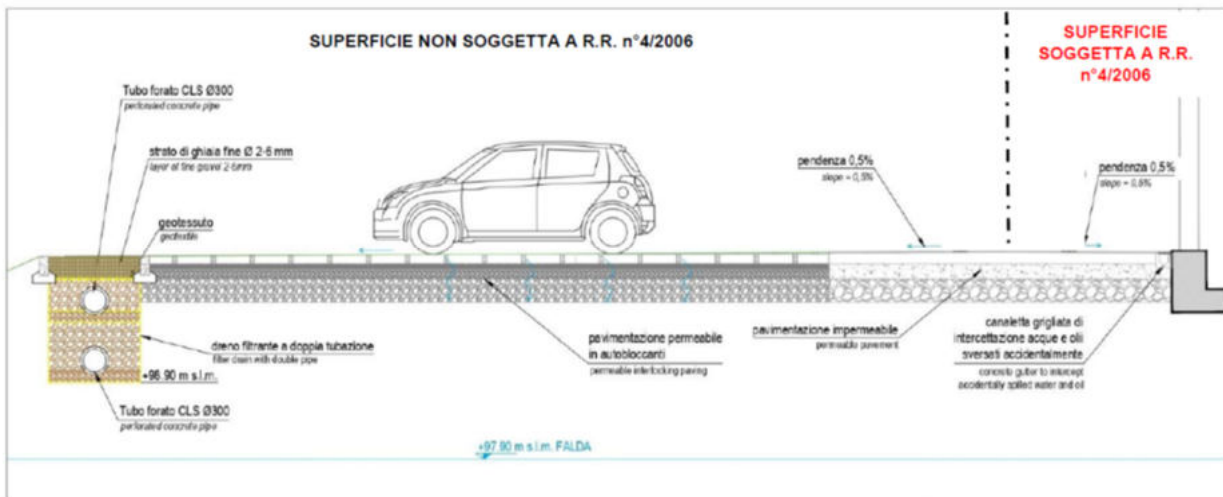 SUPERFICIE NON SOGGETTA A R.R. n°4/2006
SUPERFICIE
SOGGETTA A R.R.
n°4/2006
Tubo forato CLS Ø300
perforated concrete pipe
strato di ghiaia fine Ø 2-6 mm
layer of fine gravel 2-6mm
geotessuto
geotextile
pendenza 0,5%
slope = 0,5%
pendenza 0,5%
slope = 0,5%
dreno filtrante a doppia tubazione
filter drain with double pipe
+98.90 m s.l.m.
Tubo forato CLS Ø300
perforated concrete pipe
pavimentazione permeabile
in autobloccanti
permeable interlocking paving
pavimentazione impermeabile
permeable pavement
canaletta grigliata di
intercettazione acque e olii
sversati accidentalmente
concrete gutter to intercept
accidentally spilled water and oil
+97.90 m s.l.m. FALDA